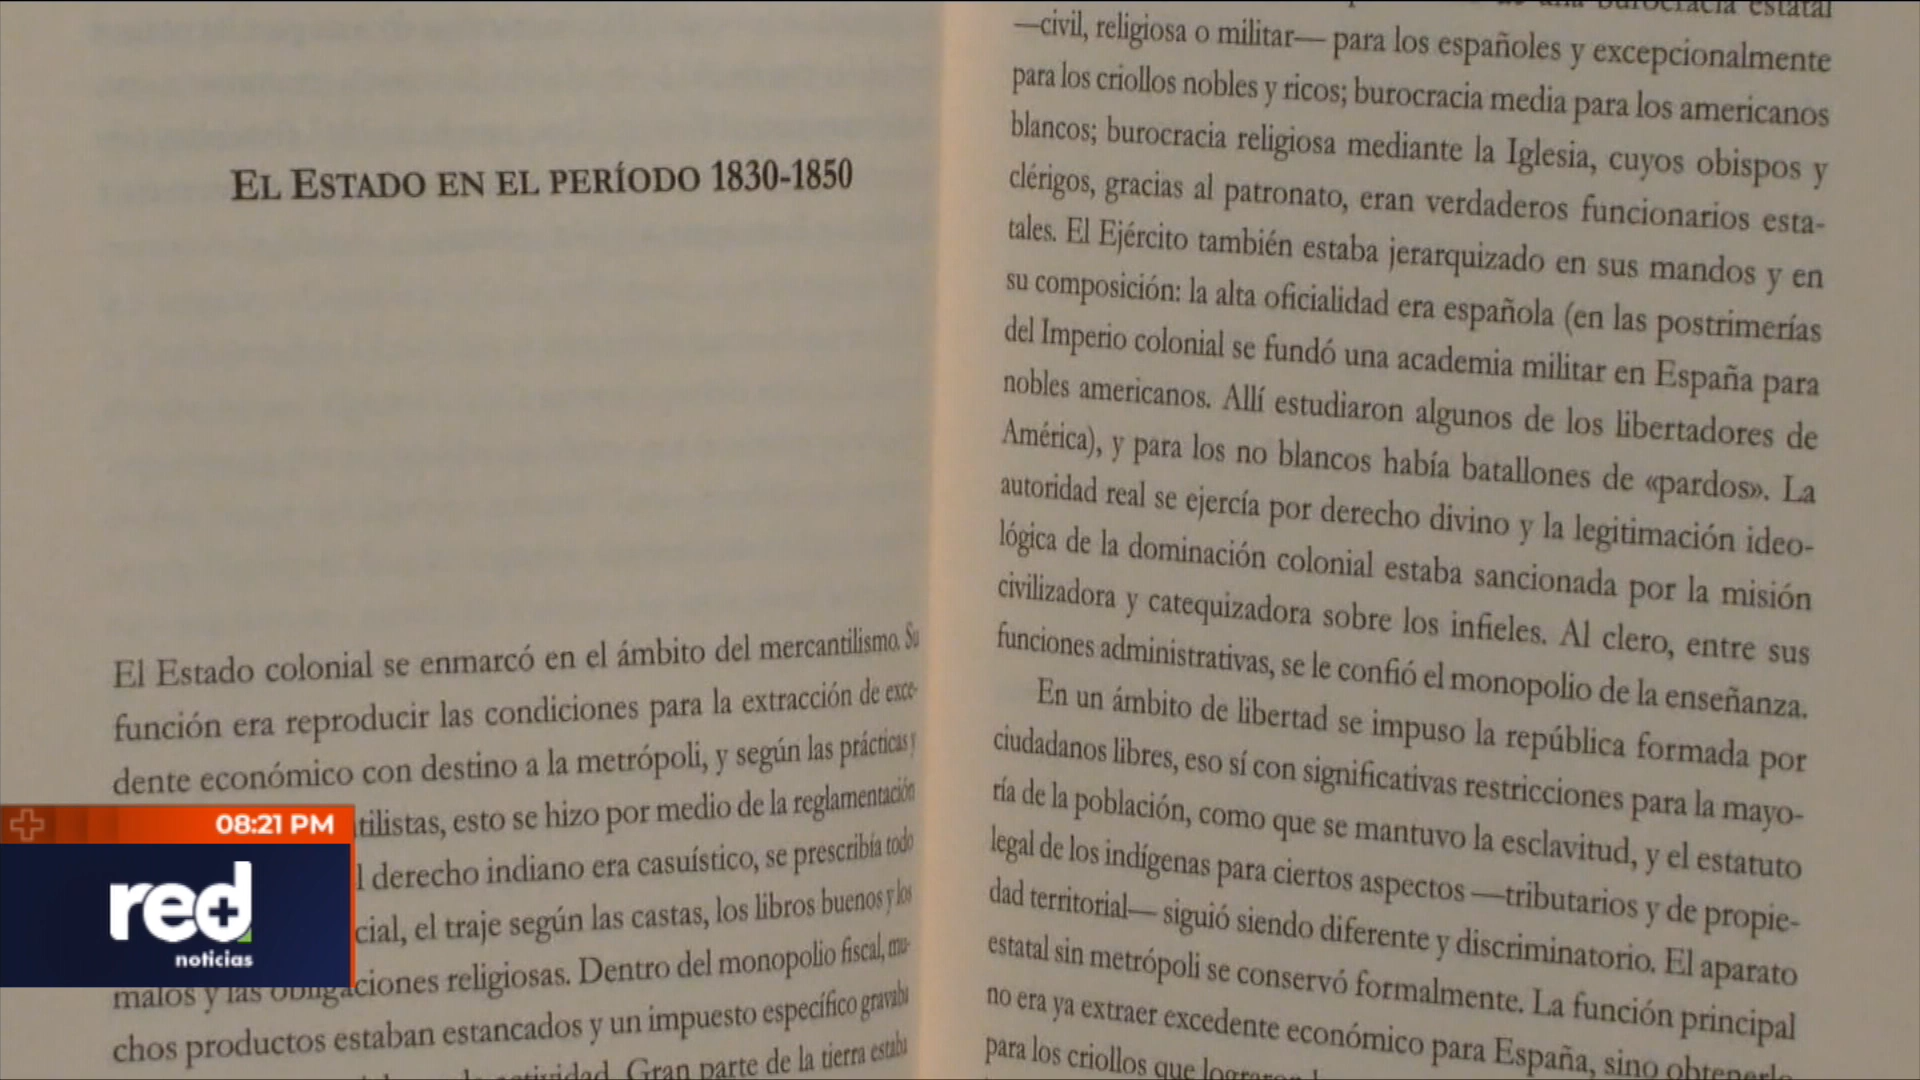 EL ESTADO EN EL PERÍODO 1830-1850
El Estado colonial se enmarcó en el ámbito del mercantilismo. Su
función era reproducir las condiciones para la extracción de exce-
dente económico con destino a la metrópoli, y según las prácticas y
tilistas, esto se hizo por medio de la reglamentación
l derecho indiano era casuístico, se prescribía todo
cial, el traje según las castas, los libros buenos y los
malos y las obligaciones religiosas. Dentro del monopolio fiscal, mu-
chos productos estaban estancados y un impuesto específico gravaba
Gran parte de la tierra estaba
burocracia estatal
—civil, religiosa o militar— para los españoles y excepcionalmente
para los criollos nobles y ricos; burocracia media para los americanos
blancos; burocracia religiosa mediante la Iglesia, cuyos obispos y
clérigos, gracias al patronato, eran verdaderos funcionarios esta-
tales. El Ejército también estaba jerarquizado en sus mandos y en
su composición: la alta oficialidad era española (en las postrimerías
del Imperio colonial se fundó una academia militar en España para
nobles americanos. Allí estudiaron algunos de los libertadores de
América), y para los no blancos había batallones de «pardos». La
autoridad real se ejercía por derecho divino y la legitimación ideo-
lógica de la dominación colonial estaba sancionada por la misión
civilizadora y catequizadora sobre los infieles. Al clero, entre sus
funciones administrativas, se le confió el monopolio de la enseñanza.
En un ámbito de libertad se impuso la república formada por
ciudadanos libres, eso sí con significativas restricciones para la mayo-
ría de la población, como que se mantuvo la esclavitud, y el estatuto
legal de los indígenas para ciertos aspectos —tributarios y de propie-
dad territorial— siguió siendo diferente y discriminatorio. El aparato
estatal sin metrópoli se conservó formalmente. La función principal
no era ya extraer excedente económico para España, sino obtenerlo
para los criollos que
08:21 PM
red+
noticias